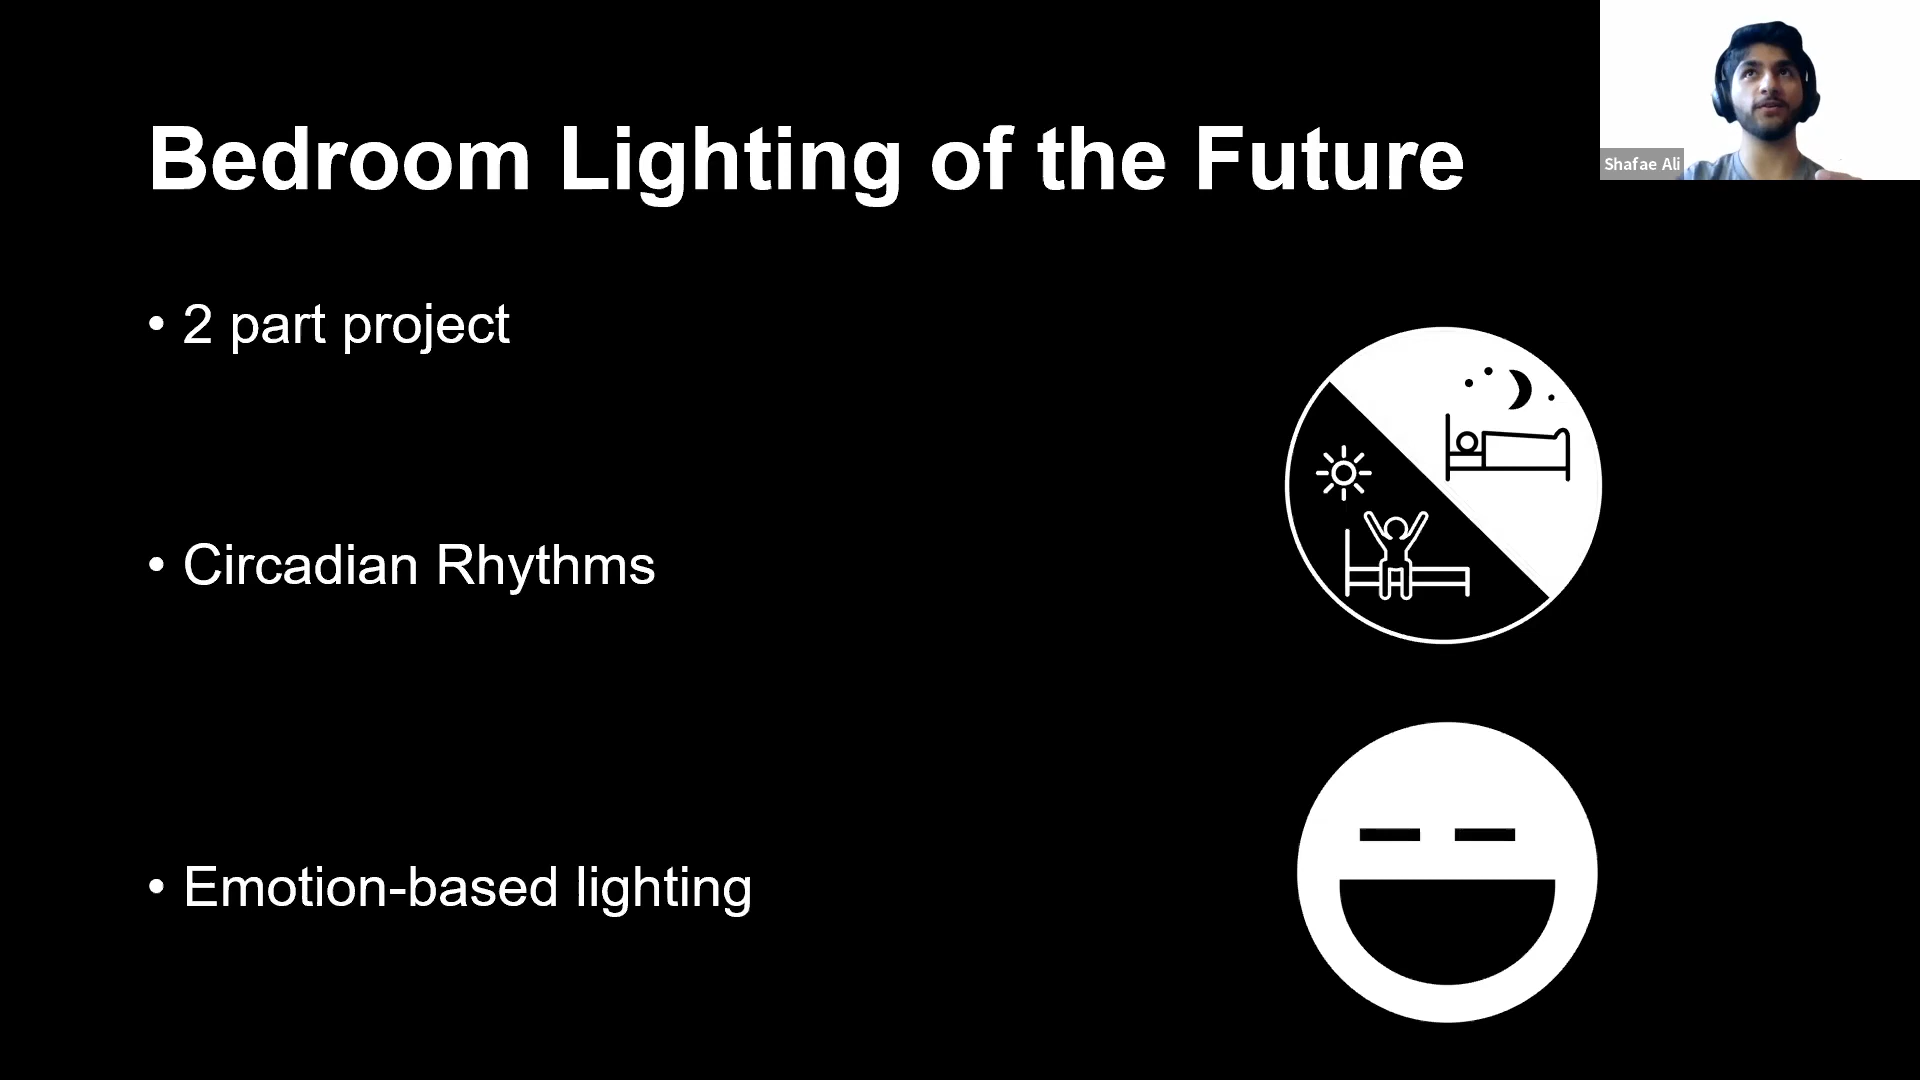 Bedroom Lighting of the Future
Shafae Ali
• 2 part project
• Circadian Rhythms
• Emotion-based lighting